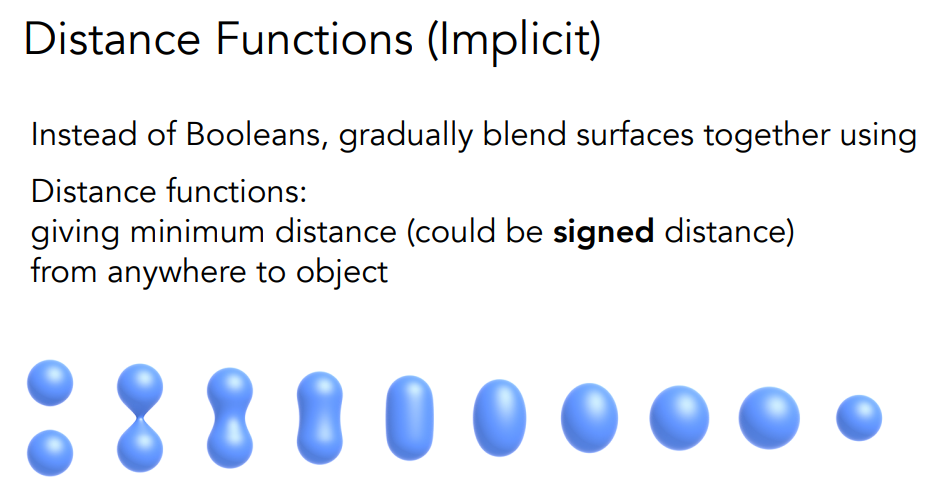 Distance Functions (Implicit)
Instead of Booleans, gradually blend surfaces together using
Distance functions:
giving minimum distance (could be signed distance)
from anywhere to object